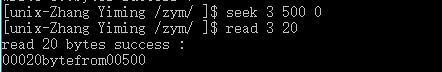 [unix-Zhang Yiming /zym/ ]$ seek 3 500 0
[unix-Zhang Yiming /zym/ ]$ read 3 20
read 20 bytes success :
00020bytefrom00500